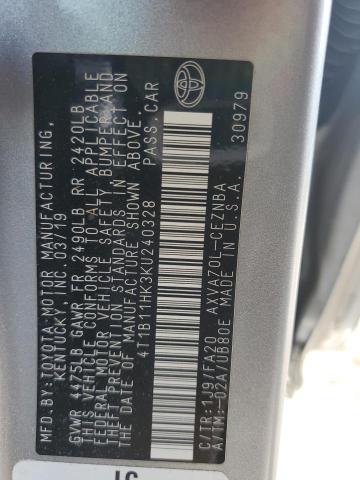 MFD.BY:TOYOTA MOTOR MANUFACTURING,
KENTUCKY, INC. 03/19
GVWR 4475LB GAWR FR 2490LB RR 2420LB
THIS VEHICLE CONFORMS TO ALL APPLICABLE
FEDERAL MOTOR VEHICLE SAFETY, BUMPER,AND
THEFT PREVENTION STANDARDS IN EFFECT ON
THE DATE OF MANUFACTURE SHOWN ABOVE.
4T1B11HK3KU240328 PASS.CAR
C/TR:1J9/FA20 AXVA70L-CEZNBA
A/TM:-02A/UB80E MADE IN U.S.A. 30979